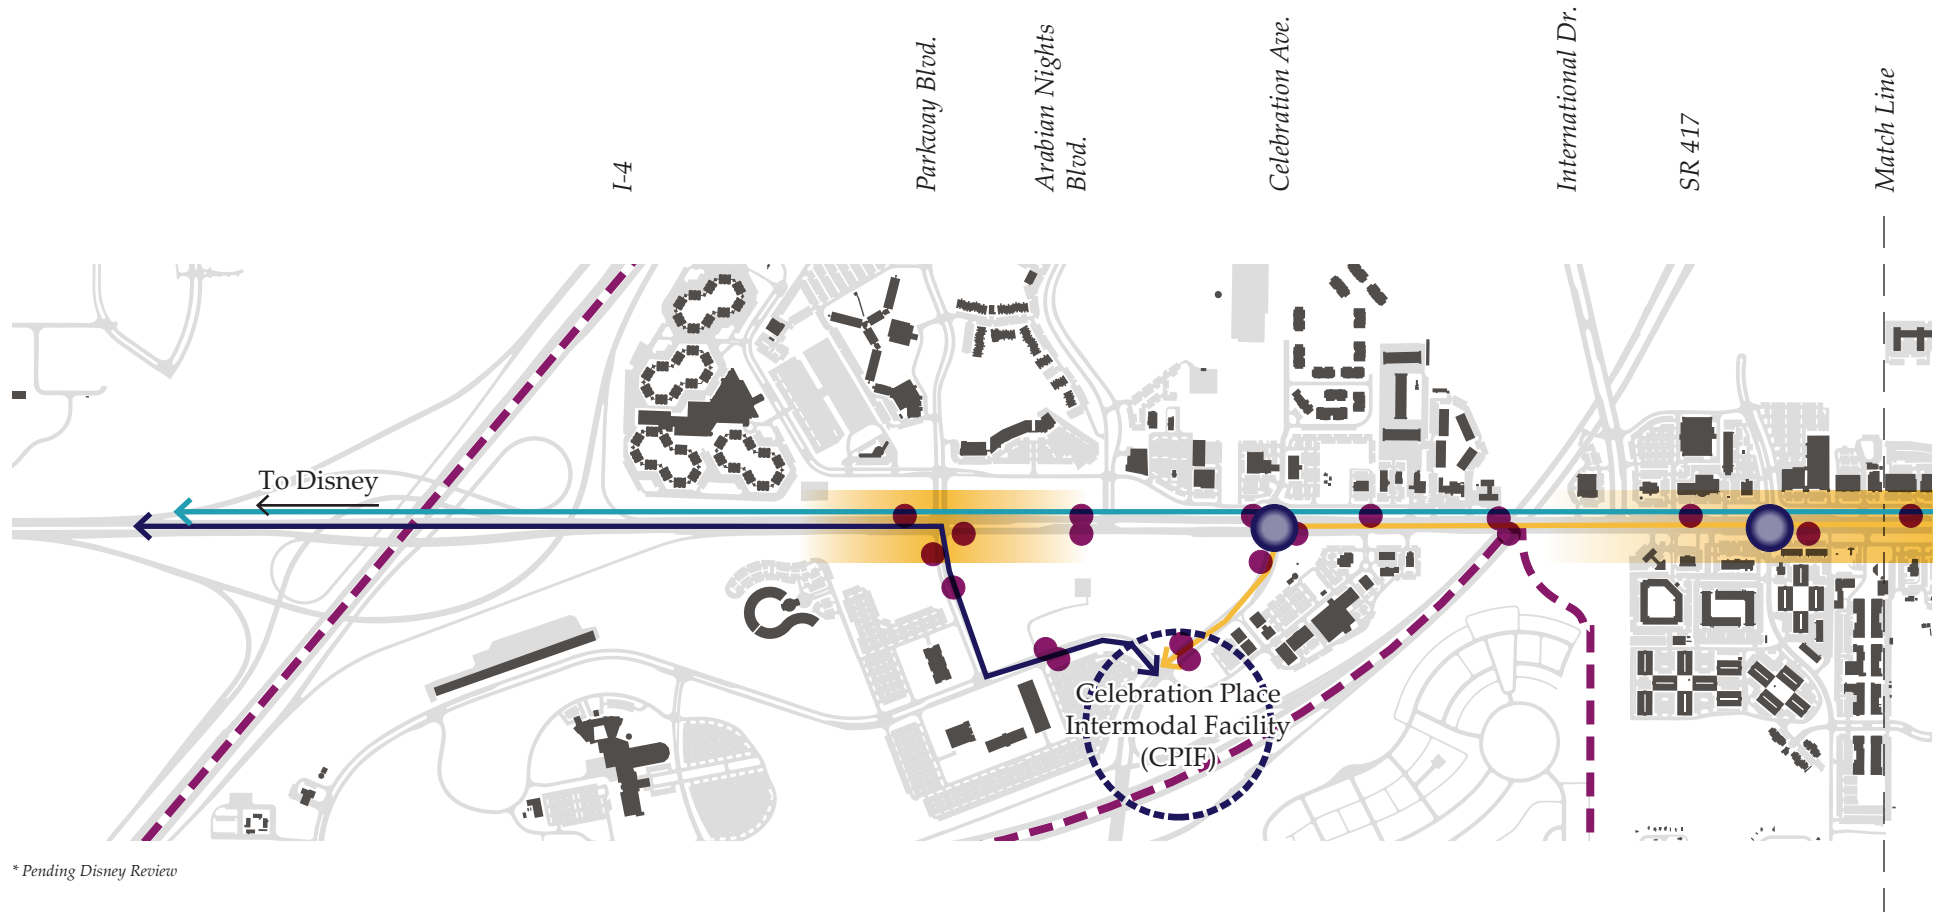 I-4
Parkway Blvd.
Arabian Nights
Blvd.
Celebration Ave.
International Dr.
SR 417
Match Line
To Disney
Celebration Place
Intermodal Facility
(CPIF)
* Pending Disney Review